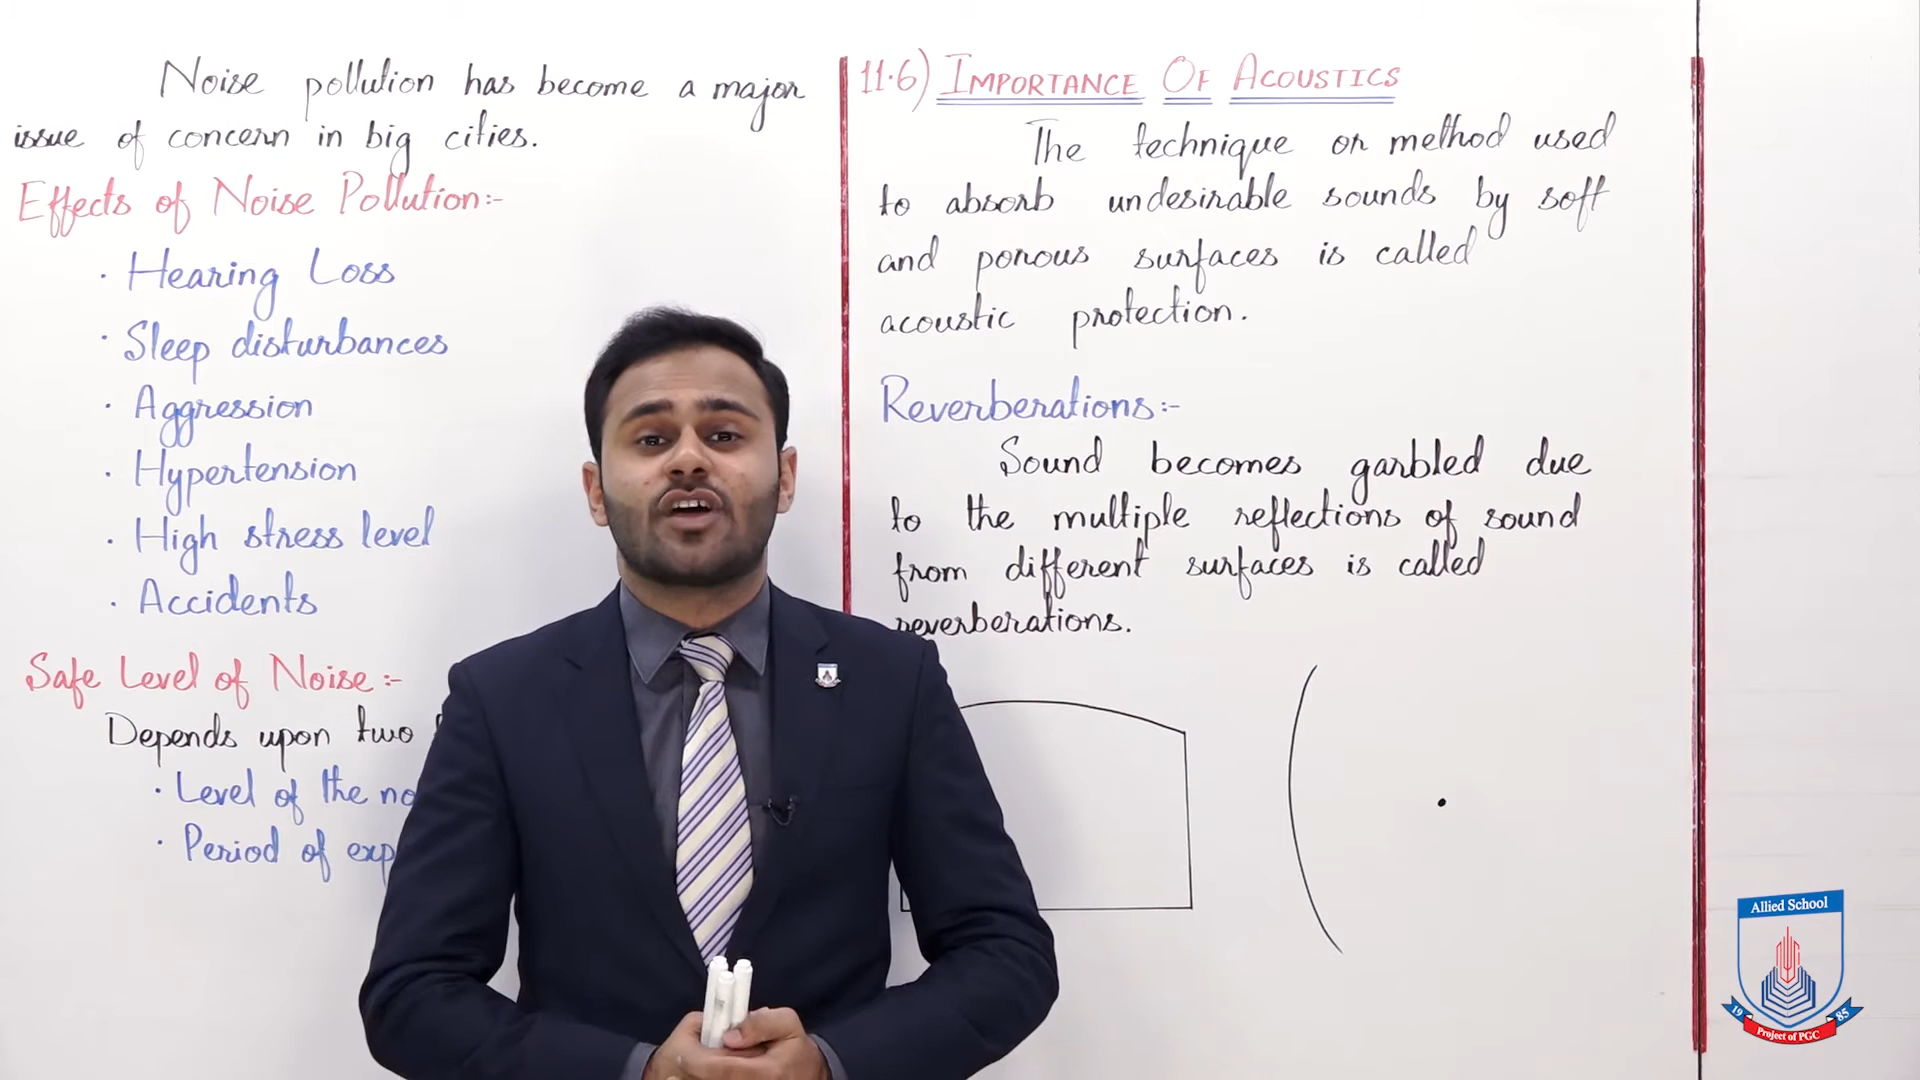 Noise pollution has become a major
issue of concern in big cities.
Effects of Noise Pollution:-
· Hearing Loss
· Sleep disturbances
· Aggression
· Hypertension
· High stress level
· Accidents
Safe Level of Noise:-
Depends upon two
· Level of the
· Period of
11.6) IMPORTANCE OF ACOUSTICS
The technique or method used
to absorb undesirable sounds by soft
and porous surfaces is called
acoustic protection.
Reverberations:-
Sound becomes garbled due
to the multiple reflections of sound
from different surfaces is called
reverberations.
Allied School
19 85
Project of PGC